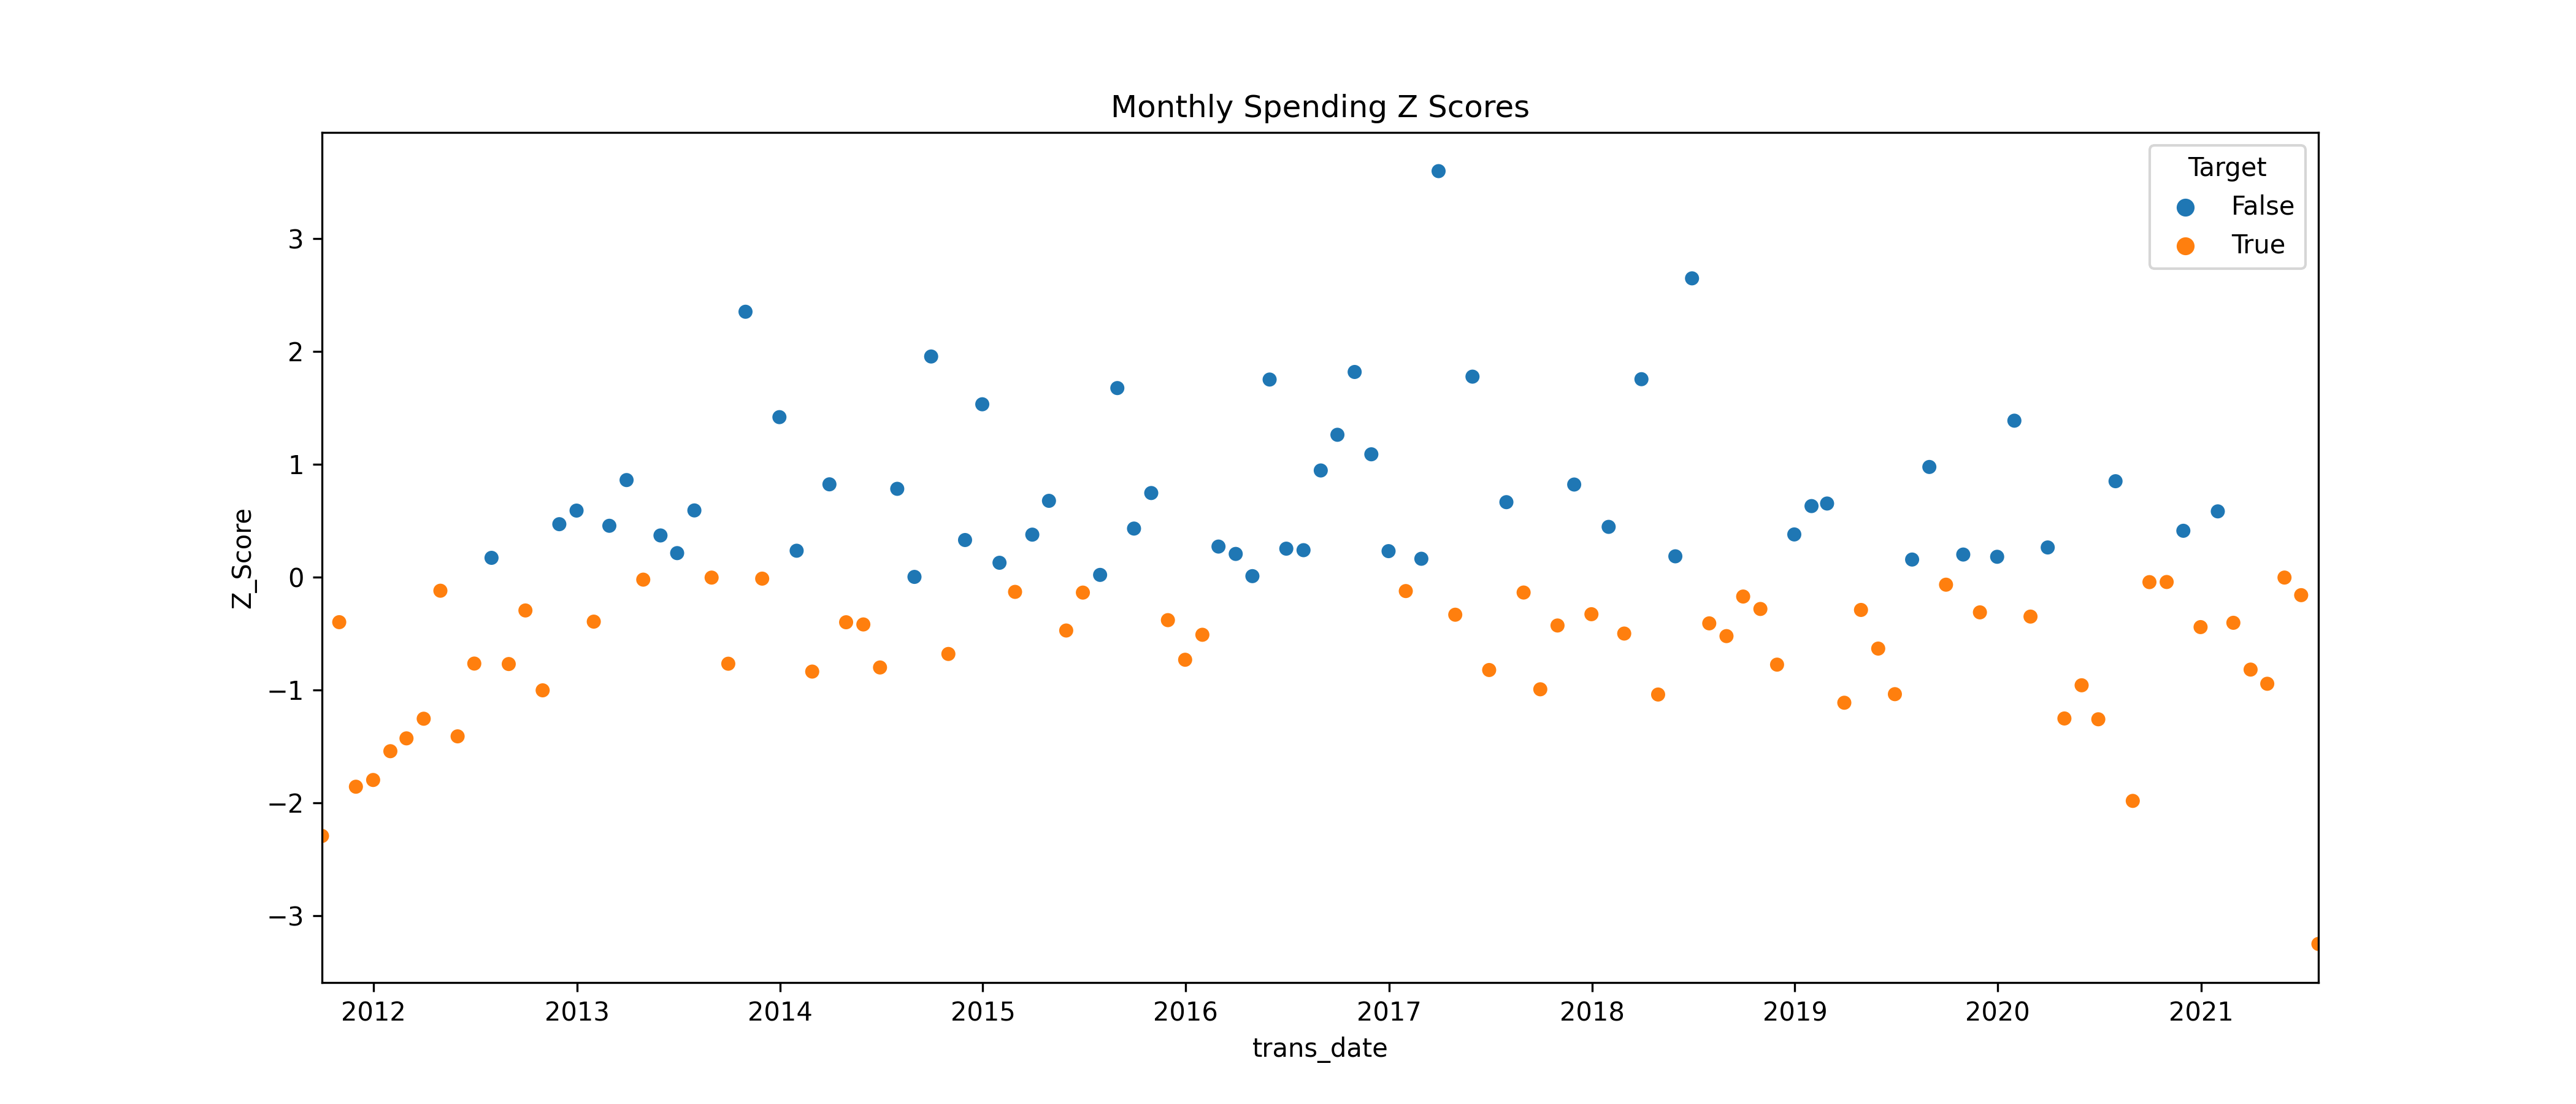 Monthly Spending Z Scores
Target
False
True
Z_Score
3
2
1
0
−1
−2
−3
2012 2013 2014 2015 2016 2017 2018 2019 2020 2021
trans_date